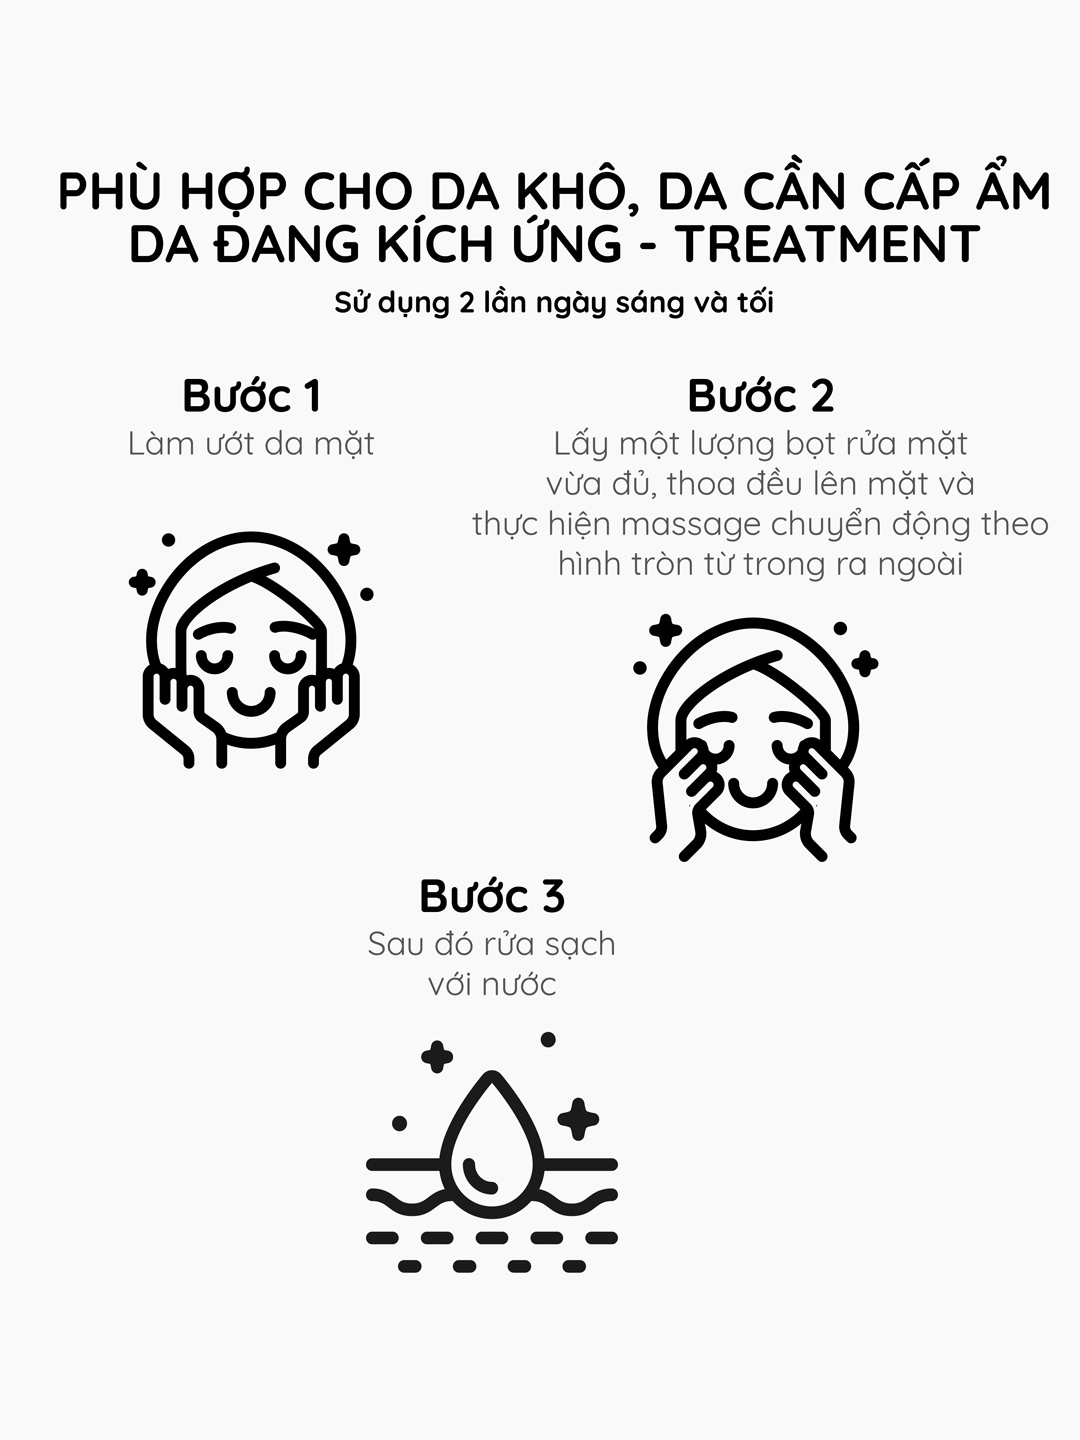 PHÙ HỢP CHO DA KHÔ, DA CẦN CẤP ẨM
DA ĐANG KÍCH ỨNG - TREATMENT
Sử dụng 2 lần ngày sáng và tối
Bước 1
Làm ướt da mặt
Bước 2
Lấy một lượng bọt rửa mặt
vừa đủ, thoa đều lên mặt và
thực hiện massage chuyển động theo
hình tròn từ trong ra ngoài
Bước 3
Sau đó rửa sạch
với nước